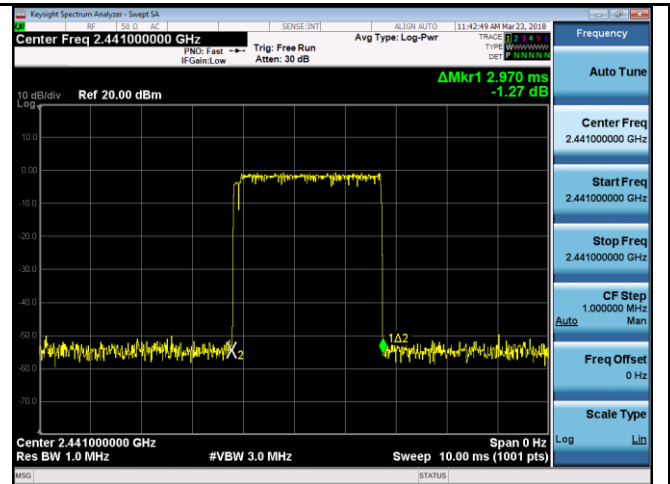 Keysight Spectrum Analyzer - Swept SA
RF 50 Ω AC SENSE:INT ALIGN AUTO 11:42:49 AM Mar 23, 2018
Center Freq 2.441000000 GHz
PNO: Fast
IFGain:Low
Trig: Free Run
Atten: 30 dB
Avg Type: Log-Pwr
TRACE 1 2 3 4 5 6
TYPE WWWWWW
DET P NNNNN
ΔMkr1 2.970 ms
-1.27 dB
10 dB/div Ref 20.00 dBm
Log
10.0
0.00
-10.0
-20.0
-30.0
-40.0
-50.0
-60.0
-70.0
X2
1Δ2
Center 2.441000000 GHz Span 0 Hz
Res BW 1.0 MHz #VBW 3.0 MHz Sweep 10.00 ms (1001 pts)
MSG STATUS
Frequency
Auto Tune
Center Freq
2.441000000 GHz
Start Freq
2.441000000 GHz
Stop Freq
2.441000000 GHz
CF Step
1.000000 MHz
Auto Man
Freq Offset
0 Hz
Scale Type
Log Lin